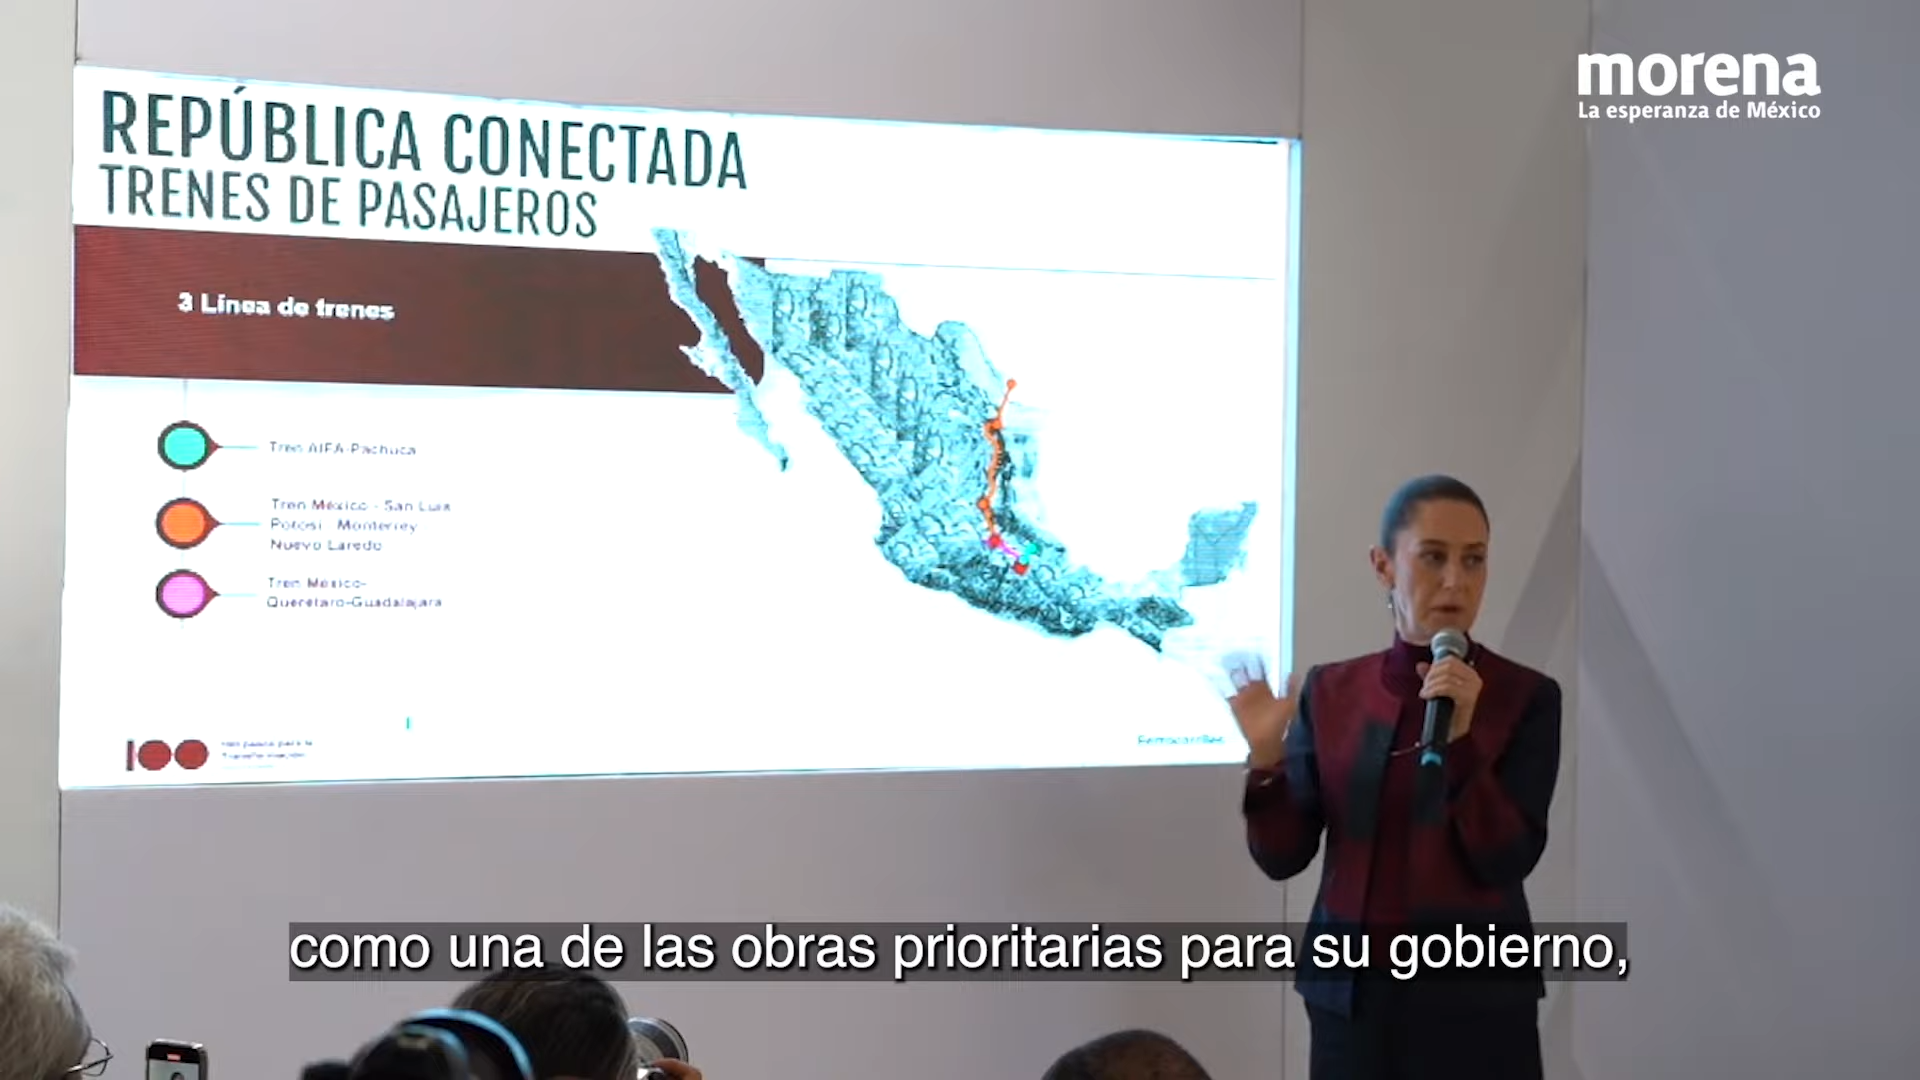 morena
La esperanza de México
REPÚBLICA CONECTADA
TRENES DE PASAJEROS
3 Línea de trenes
Tren AIFA-Pachuca
Tren México - San Luis
Potosí - Monterrey
Nuevo Laredo
Tren México-
Querétaro-Guadalajara
100
como una de las obras prioritarias para su gobierno,